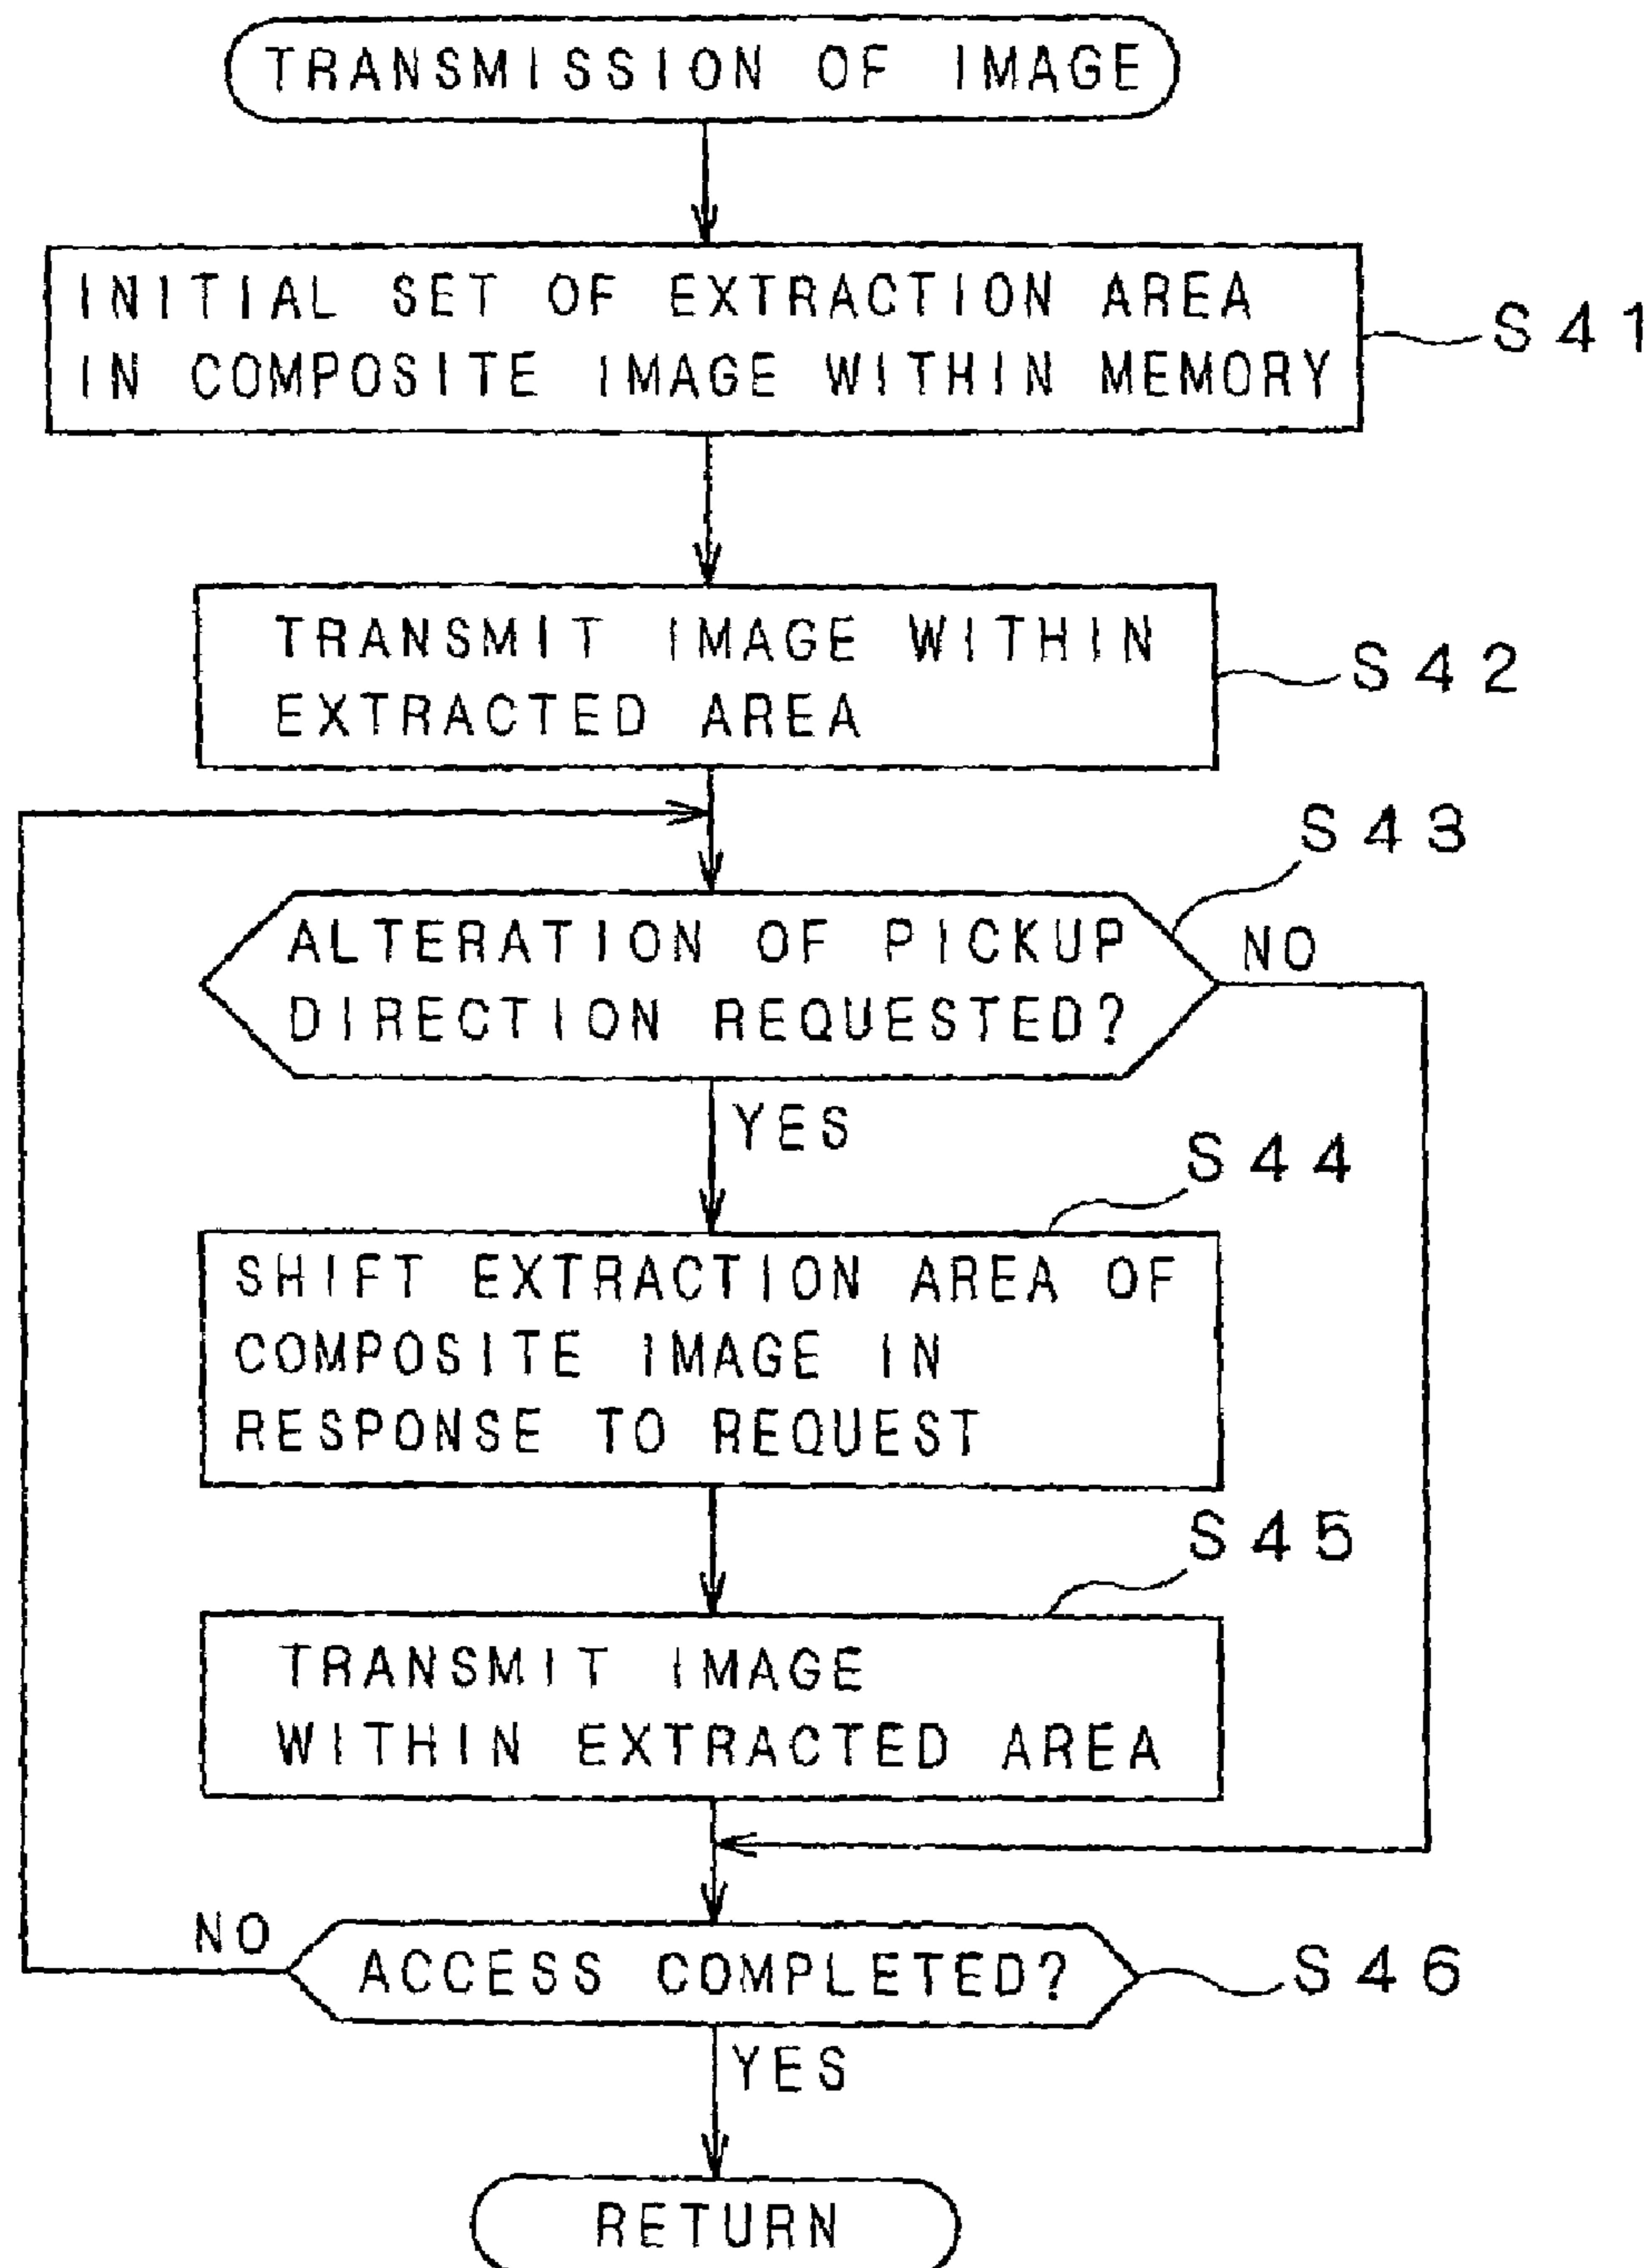 TRANSMISSION OF IMAGE
INITIAL SET OF EXTRACTION AREA
IN COMPOSITE IMAGE WITHIN MEMORY
S41
TRANSMIT IMAGE WITHIN
EXTRACTED AREA
S42
S43
ALTERATION OF PICKUP
DIRECTION REQUESTED?
NO
YES
S44
SHIFT EXTRACTION AREA OF
COMPOSITE IMAGE IN
RESPONSE TO REQUEST
S45
TRANSMIT IMAGE
WITHIN EXTRACTED AREA
NO
ACCESS COMPLETED?
S46
YES
RETURN